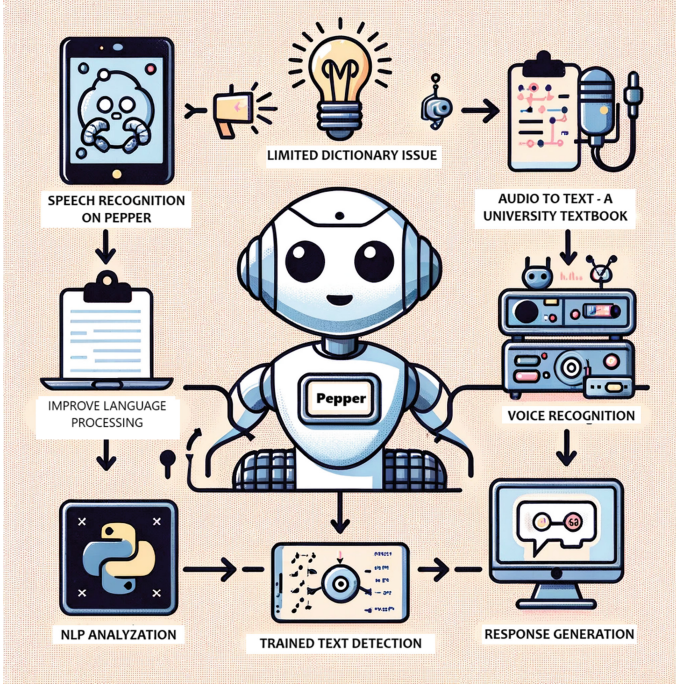 LIMITED DICTIONARY ISSUE
SPEECH RECOGNITION
ON PEPPER
AUDIO TO TEXT - A
UNIVERSITY TEXTBOOK
Pepper
IMPROVE LANGUAGE
PROCESSING
VOICE RECOGNITION
NLP ANALYZATION
TRAINED TEXT DETECTION
RESPONSE GENERATION